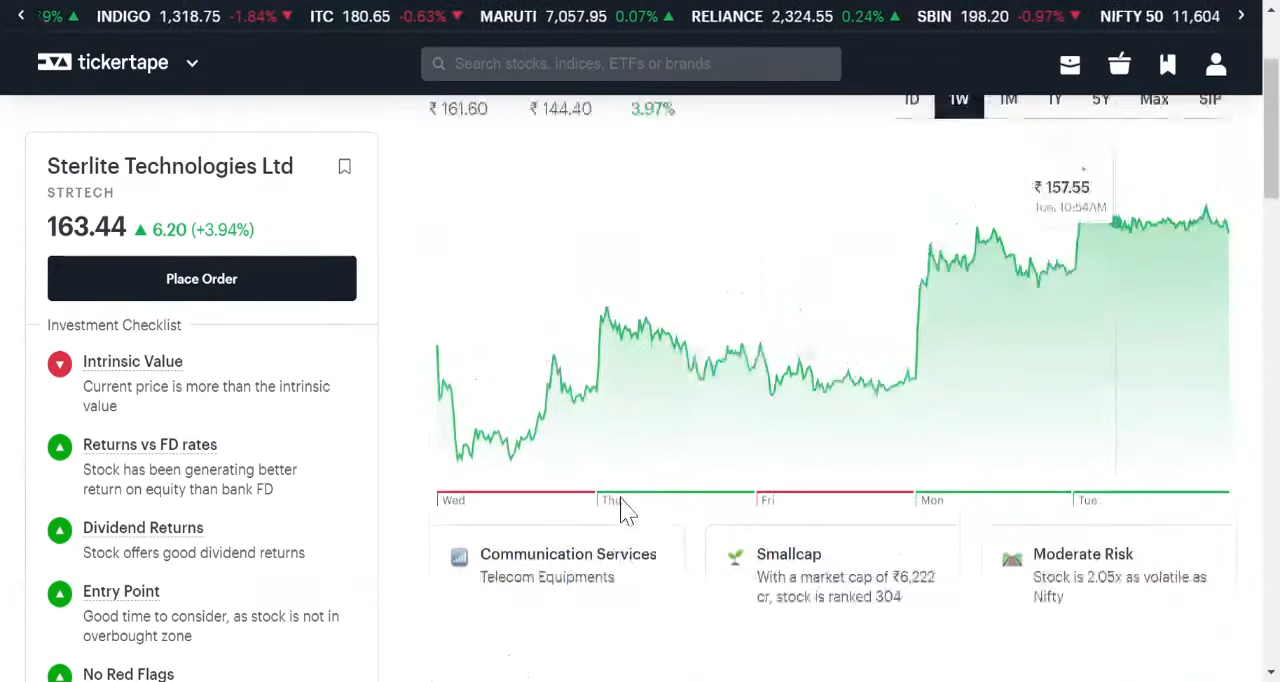 9% ▲ INDIGO 1,318.75 -1.84% ▼ ITC 180.65 -0.63% ▼ MARUTI 7,057.95 0.07% ▲ RELIANCE 2,324.55 0.24% ▲ SBIN 198.20 -0.97% ▼ NIFTY 50 11,604
tickertape
Search stocks, indices, ETFs or brands
₹ 161.60 ₹ 144.40 3.97%
1D 1W 1M 1Y 5Y Max SIP
Sterlite Technologies Ltd
STRTECH
163.44 ▲ 6.20 (+3.94%)
Place Order
Investment Checklist
Intrinsic Value
Current price is more than the intrinsic
value
Returns vs FD rates
Stock has been generating better
return on equity than bank FD
Dividend Returns
Stock offers good dividend returns
Entry Point
Good time to consider, as stock is not in
overbought zone
No Red Flags
₹ 157.55
Tue, 10:54AM
Wed Thu Fri Mon Tue
Communication Services
Telecom Equipments
Smallcap
With a market cap of ₹6,222
cr, stock is ranked 304
Moderate Risk
Stock is 2.05x as volatile as
Nifty